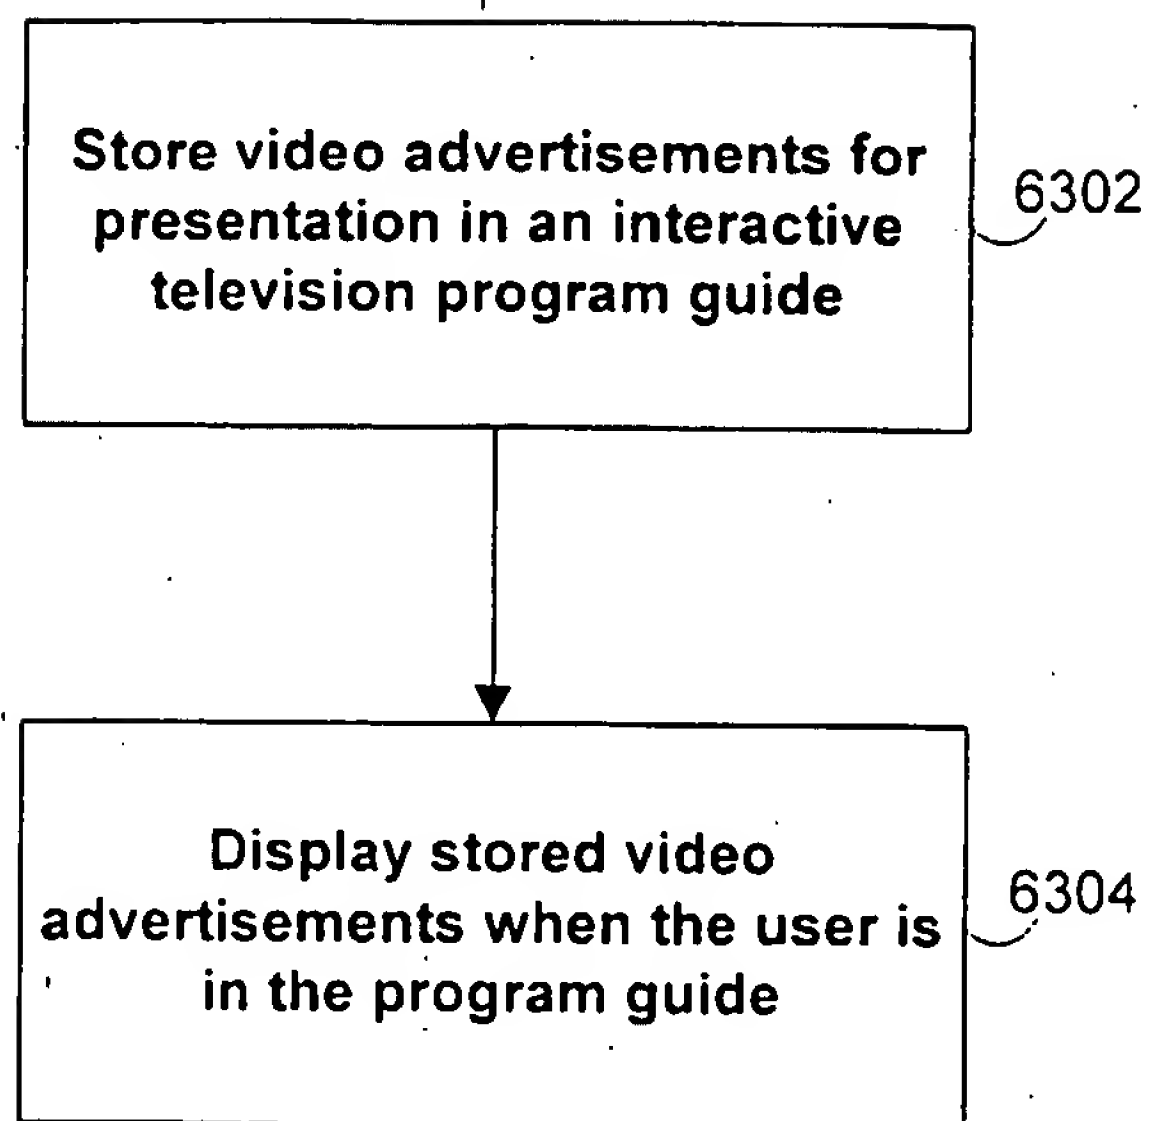 Store video advertisements for
presentation in an interactive
television program guide
6302
Display stored video
advertisements when the user is
in the program guide
6304